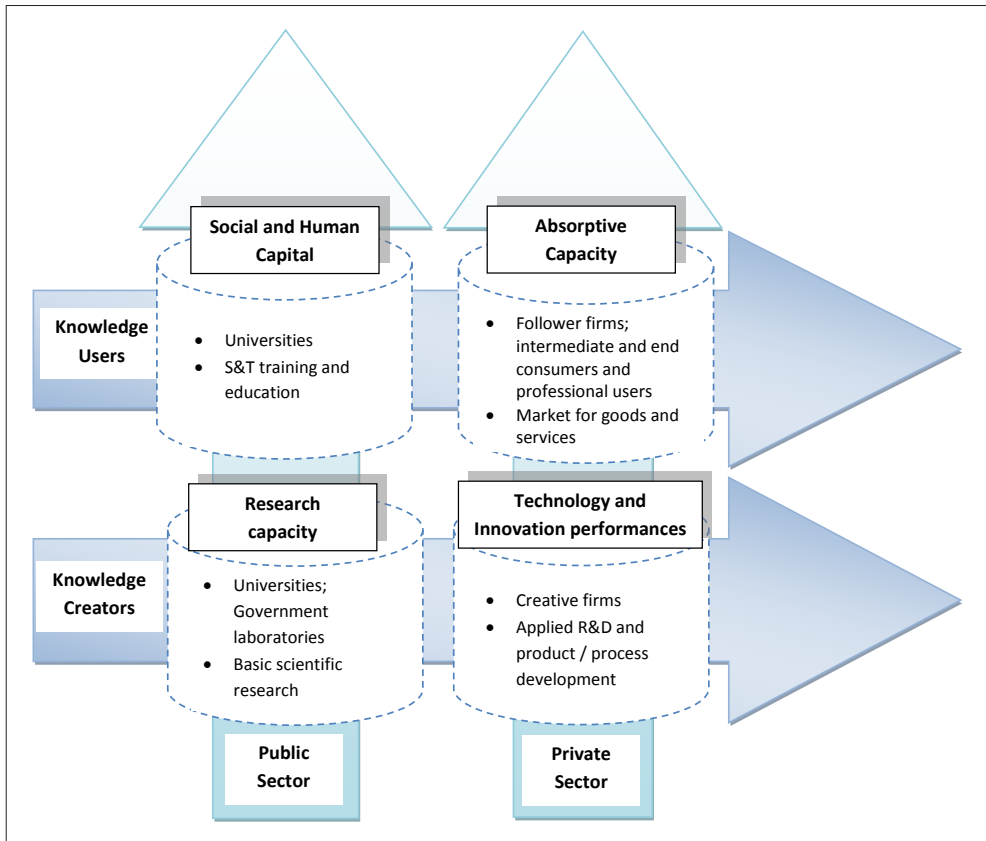 Social and Human
Capital
Absorptive
Capacity
Knowledge
Users
• Universities
• S&T training and
education
• Follower firms;
intermediate and end
consumers and
professional users
• Market for goods and
services
Research
capacity
Technology and
Innovation performances
Knowledge
Creators
• Universities;
Government
laboratories
• Basic scientific
research
• Creative firms
• Applied R&D and
product / process
development
Public
Sector
Private
Sector